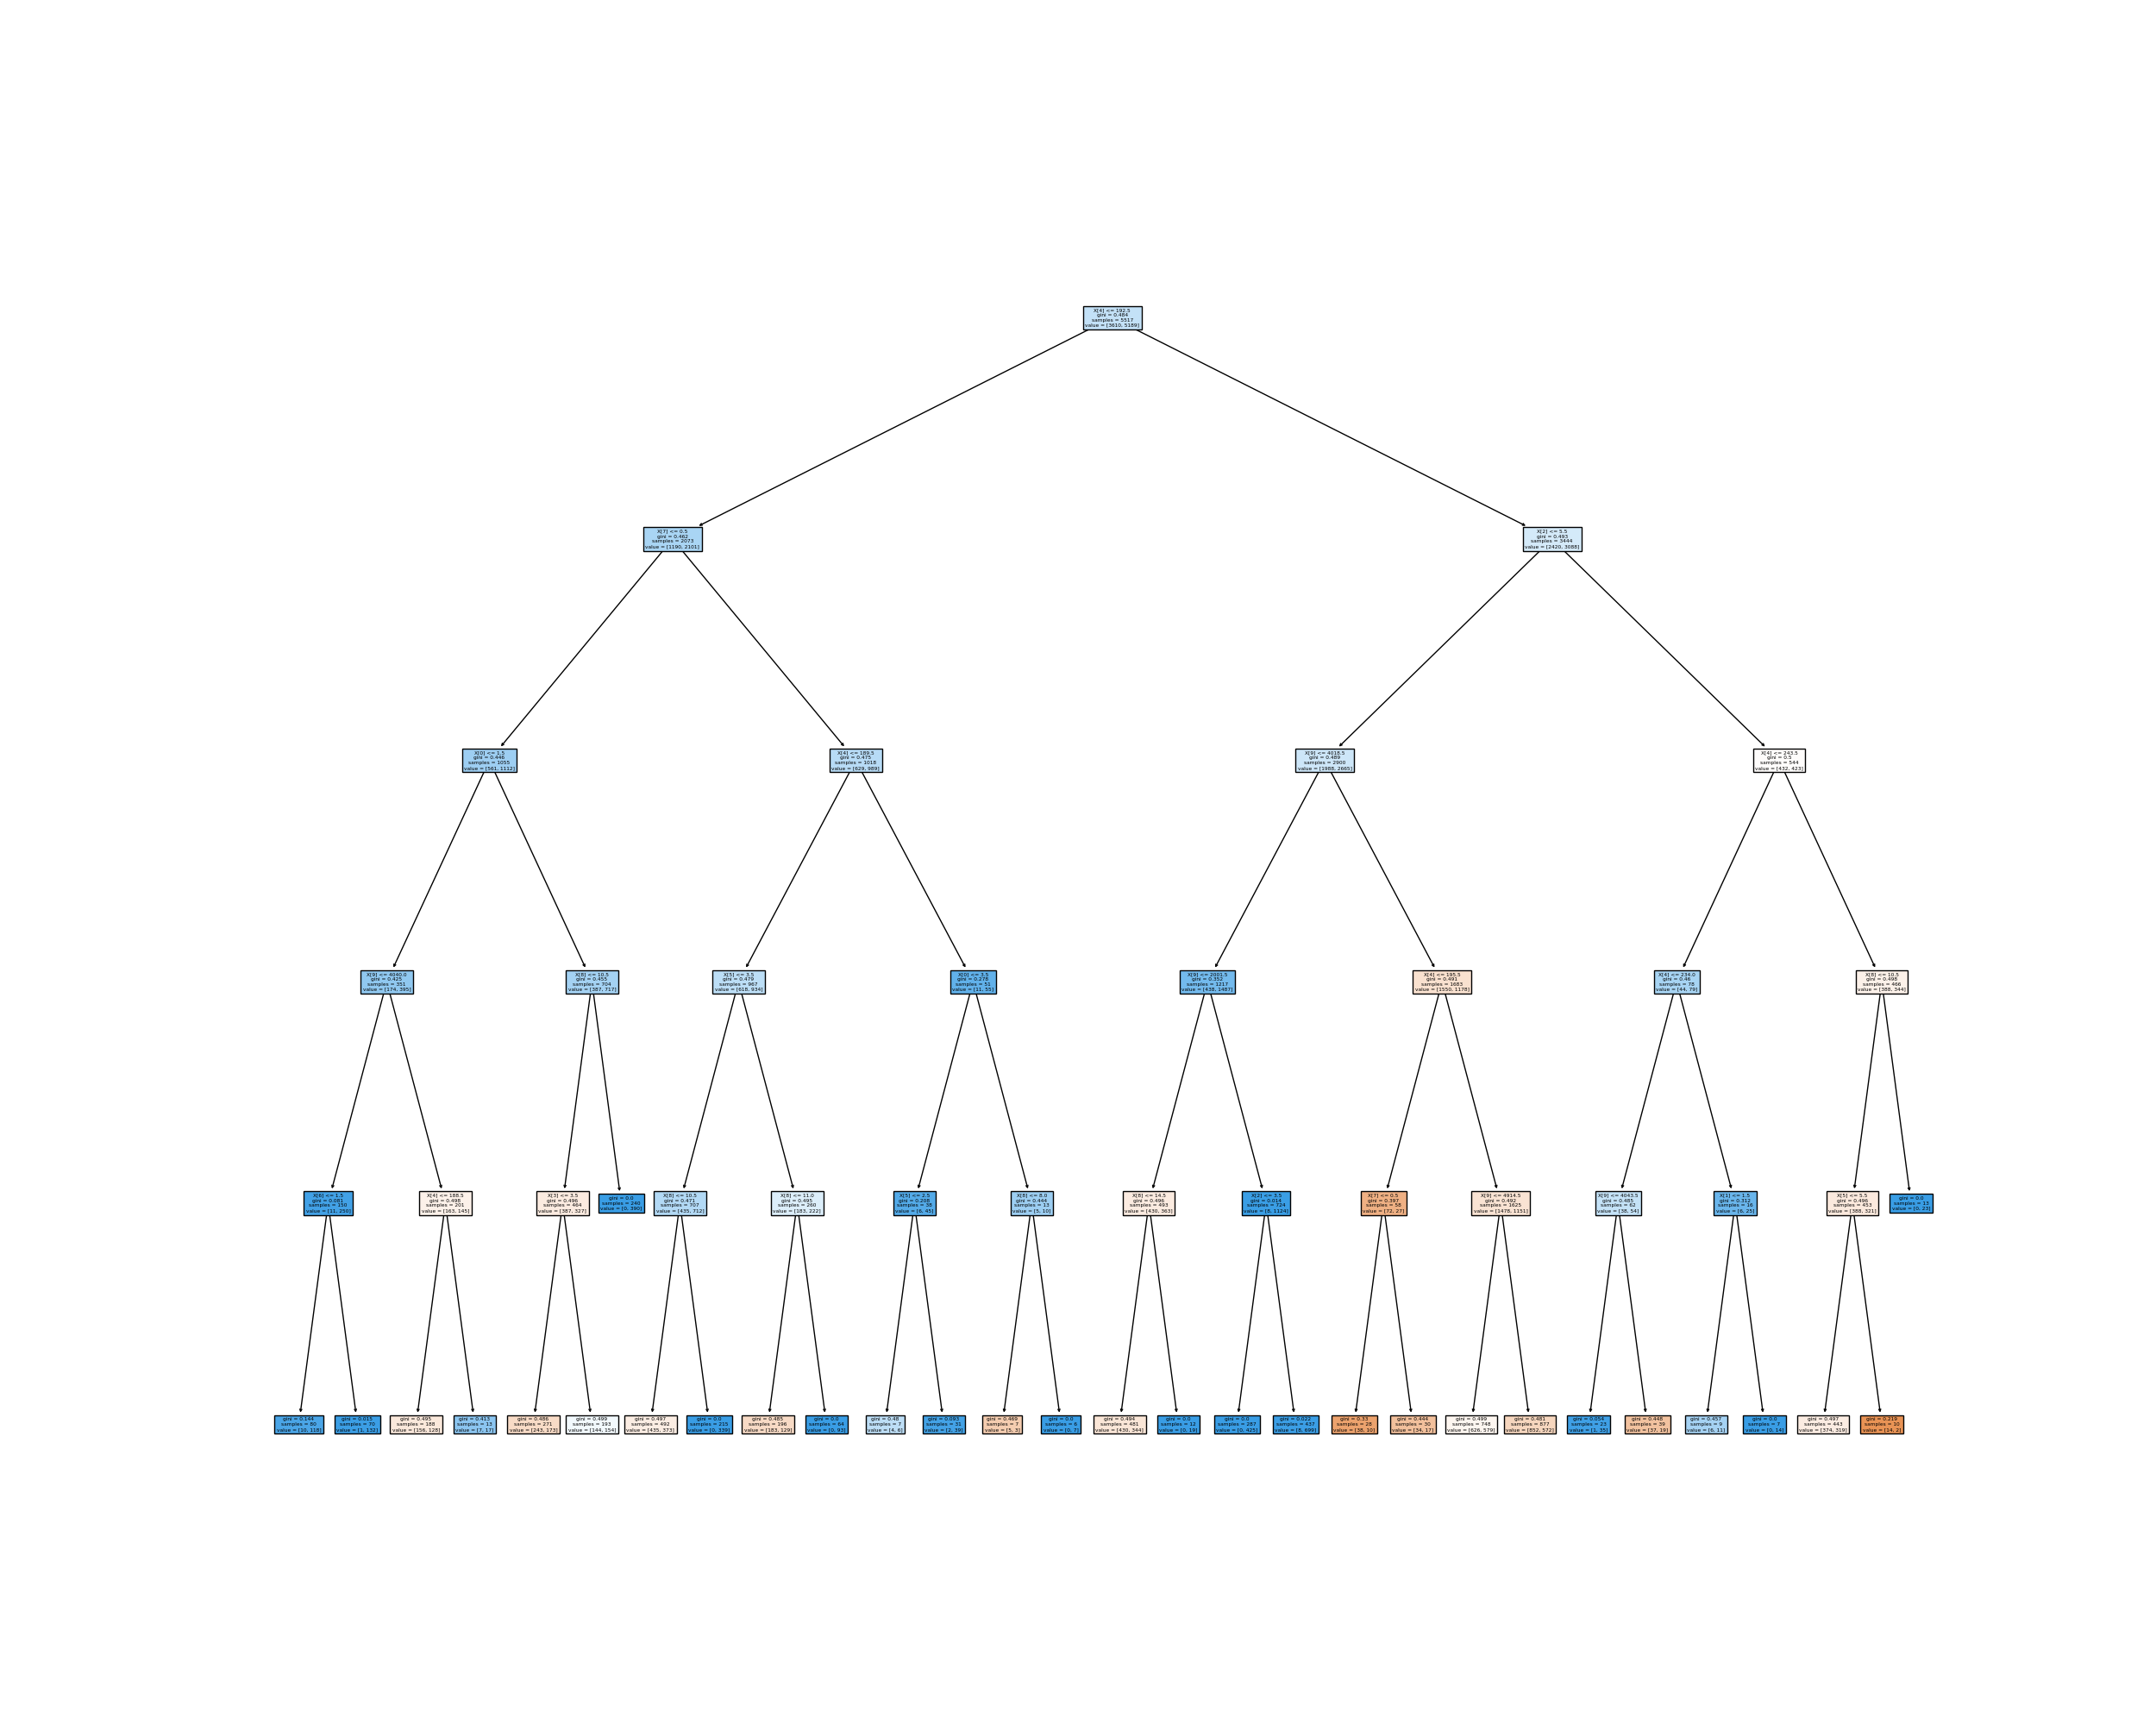 X[4] <= 192.5
gini = 0.484
samples = 5517
value = [3610, 5189]
X[7] <= 0.5
gini = 0.462
samples = 2073
value = [1190, 2101]
X[2] <= 5.5
gini = 0.493
samples = 3444
value = [2420, 3088]
X[0] <= 1.5
gini = 0.446
samples = 1055
value = [561, 1112]
X[4] <= 189.5
gini = 0.475
samples = 1018
value = [629, 989]
X[9] <= 4018.5
gini = 0.489
samples = 2900
value = [1988, 2665]
X[4] <= 243.5
gini = 0.5
samples = 544
value = [432, 423]
X[9] <= 4040.0
gini = 0.425
samples = 351
value = [174, 395]
X[8] <= 10.5
gini = 0.455
samples = 704
value = [387, 717]
X[5] <= 3.5
gini = 0.479
samples = 967
value = [618, 934]
X[0] <= 3.5
gini = 0.278
samples = 51
value = [11, 55]
X[9] <= 2001.5
gini = 0.352
samples = 1217
value = [438, 1487]
X[4] <= 195.5
gini = 0.491
samples = 1683
value = [1550, 1178]
X[4] <= 234.0
gini = 0.46
samples = 78
value = [44, 79]
X[8] <= 10.5
gini = 0.498
samples = 466
value = [388, 344]
X[6] <= 1.5
gini = 0.081
samples = 150
value = [11, 250]
X[4] <= 188.5
gini = 0.498
samples = 201
value = [163, 145]
X[3] <= 3.5
gini = 0.496
samples = 464
value = [387, 327]
gini = 0.0
samples = 240
value = [0, 390]
X[8] <= 10.5
gini = 0.471
samples = 707
value = [435, 712]
X[8] <= 11.0
gini = 0.495
samples = 260
value = [183, 222]
X[5] <= 2.5
gini = 0.208
samples = 38
value = [6, 45]
X[8] <= 8.0
gini = 0.444
samples = 13
value = [5, 10]
X[8] <= 14.5
gini = 0.496
samples = 493
value = [430, 363]
X[2] <= 3.5
gini = 0.014
samples = 724
value = [8, 1124]
X[7] <= 0.5
gini = 0.397
samples = 58
value = [72, 27]
X[9] <= 4914.5
gini = 0.492
samples = 1625
value = [1478, 1151]
X[9] <= 4043.5
gini = 0.485
samples = 62
value = [38, 54]
X[1] <= 1.5
gini = 0.312
samples = 16
value = [6, 25]
X[5] <= 5.5
gini = 0.496
samples = 453
value = [388, 321]
gini = 0.0
samples = 13
value = [0, 23]
gini = 0.144
samples = 80
value = [10, 118]
gini = 0.015
samples = 70
value = [1, 132]
gini = 0.495
samples = 188
value = [156, 128]
gini = 0.413
samples = 13
value = [7, 17]
gini = 0.486
samples = 271
value = [243, 173]
gini = 0.499
samples = 193
value = [144, 154]
gini = 0.497
samples = 492
value = [435, 373]
gini = 0.0
samples = 215
value = [0, 339]
gini = 0.485
samples = 196
value = [183, 129]
gini = 0.0
samples = 64
value = [0, 93]
gini = 0.48
samples = 7
value = [4, 6]
gini = 0.093
samples = 31
value = [2, 39]
gini = 0.469
samples = 7
value = [5, 3]
gini = 0.0
samples = 6
value = [0, 7]
gini = 0.494
samples = 481
value = [430, 344]
gini = 0.0
samples = 12
value = [0, 19]
gini = 0.0
samples = 287
value = [0, 425]
gini = 0.022
samples = 437
value = [8, 699]
gini = 0.33
samples = 28
value = [38, 10]
gini = 0.444
samples = 30
value = [34, 17]
gini = 0.499
samples = 748
value = [626, 579]
gini = 0.481
samples = 877
value = [852, 572]
gini = 0.054
samples = 23
value = [1, 35]
gini = 0.448
samples = 39
value = [37, 19]
gini = 0.457
samples = 9
value = [6, 11]
gini = 0.0
samples = 7
value = [0, 14]
gini = 0.497
samples = 443
value = [374, 319]
gini = 0.219
samples = 10
value = [14, 2]